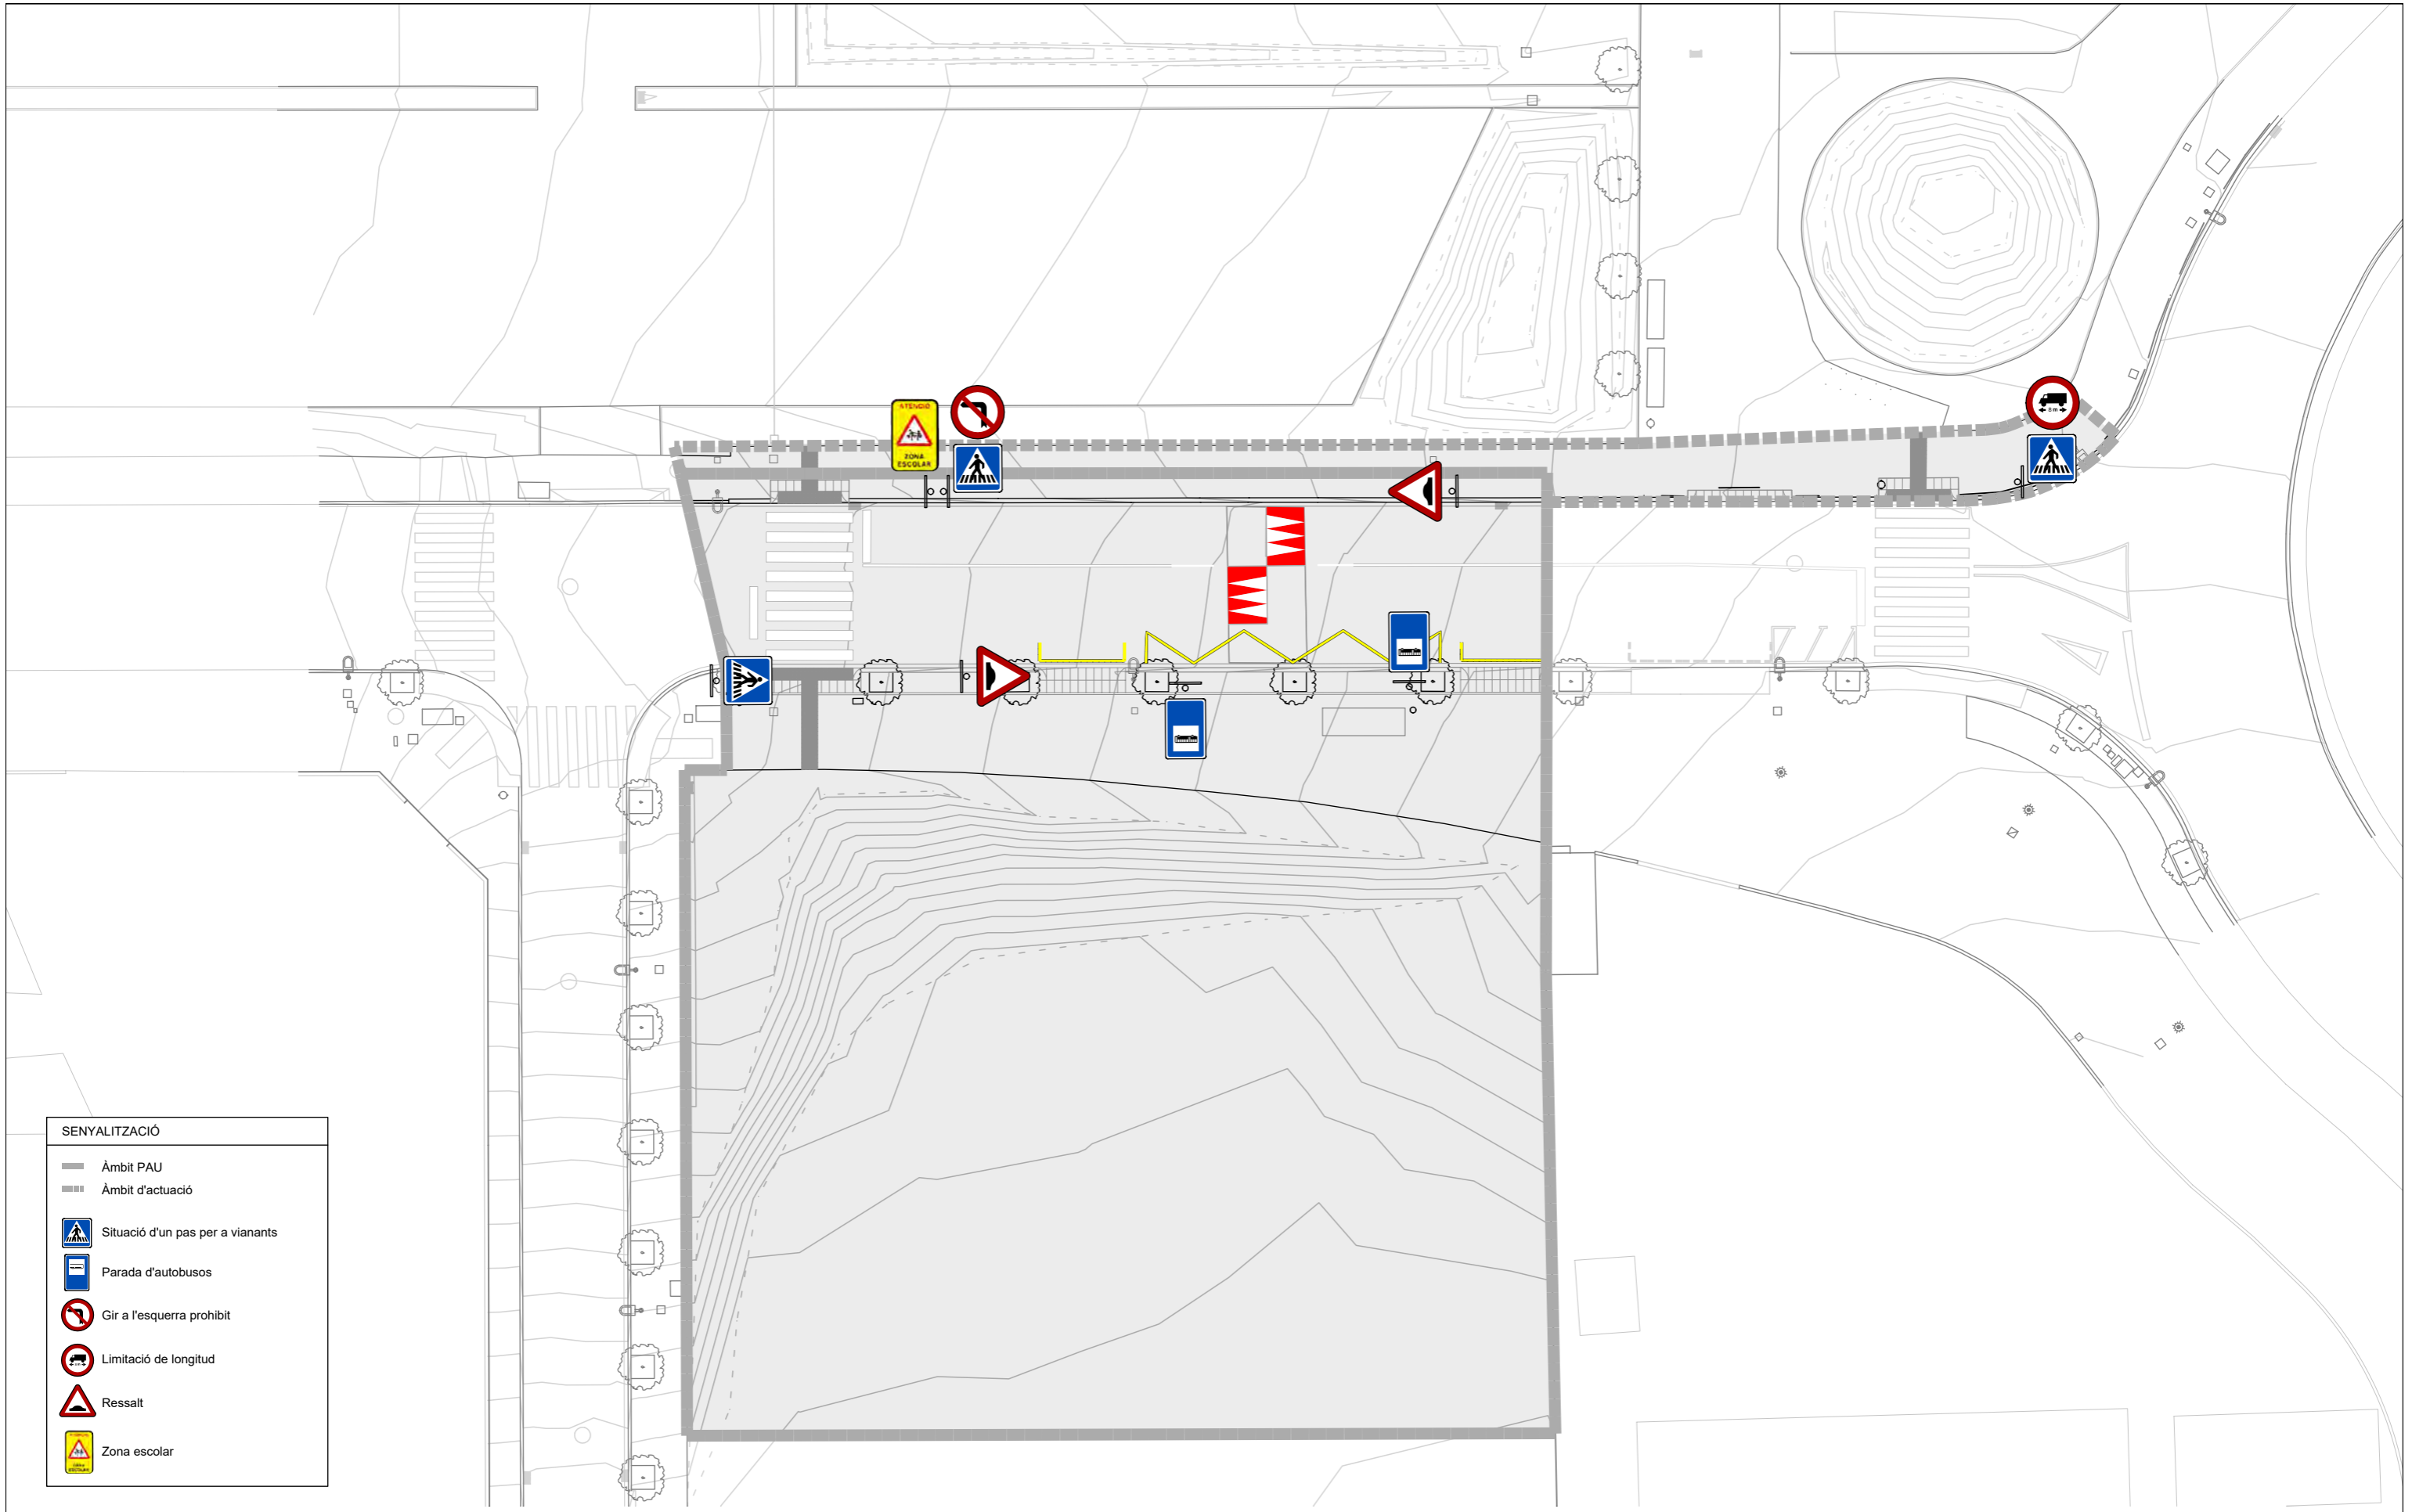 ATENCIÓ
ZONA
ESCOLAR
8 m
SENYALITZACIÓ
Àmbit PAU
Àmbit d'actuació
Situació d'un pas per a vianants
Parada d'autobusos
Gir a l'esquerra prohibit
Limitació de longitud
Ressalt
Zona escolar